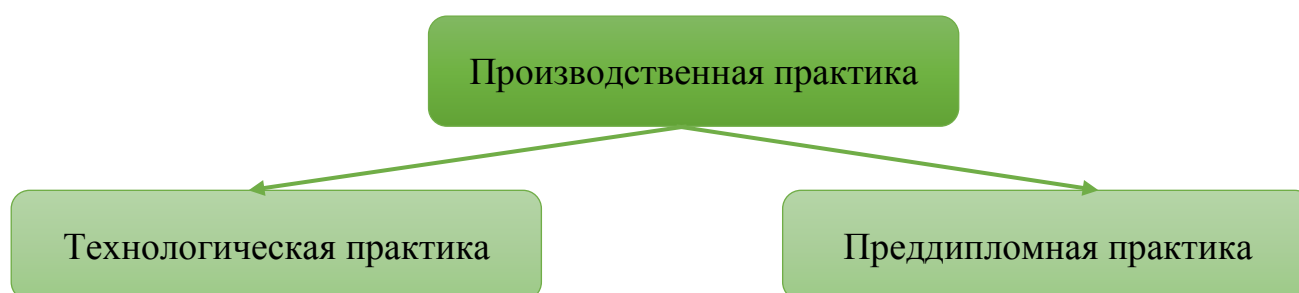 Производственная практика
Технологическая практика
Преддипломная практика